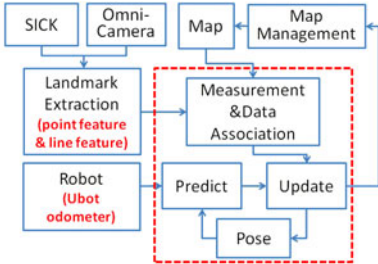 SICK
Omni-
Camera
Map
Map
Management
Landmark
Extraction
(point feature
& line feature)
Measurement
&Data
Association
Robot
(Ubot
odometer)
Predict
Update
Pose